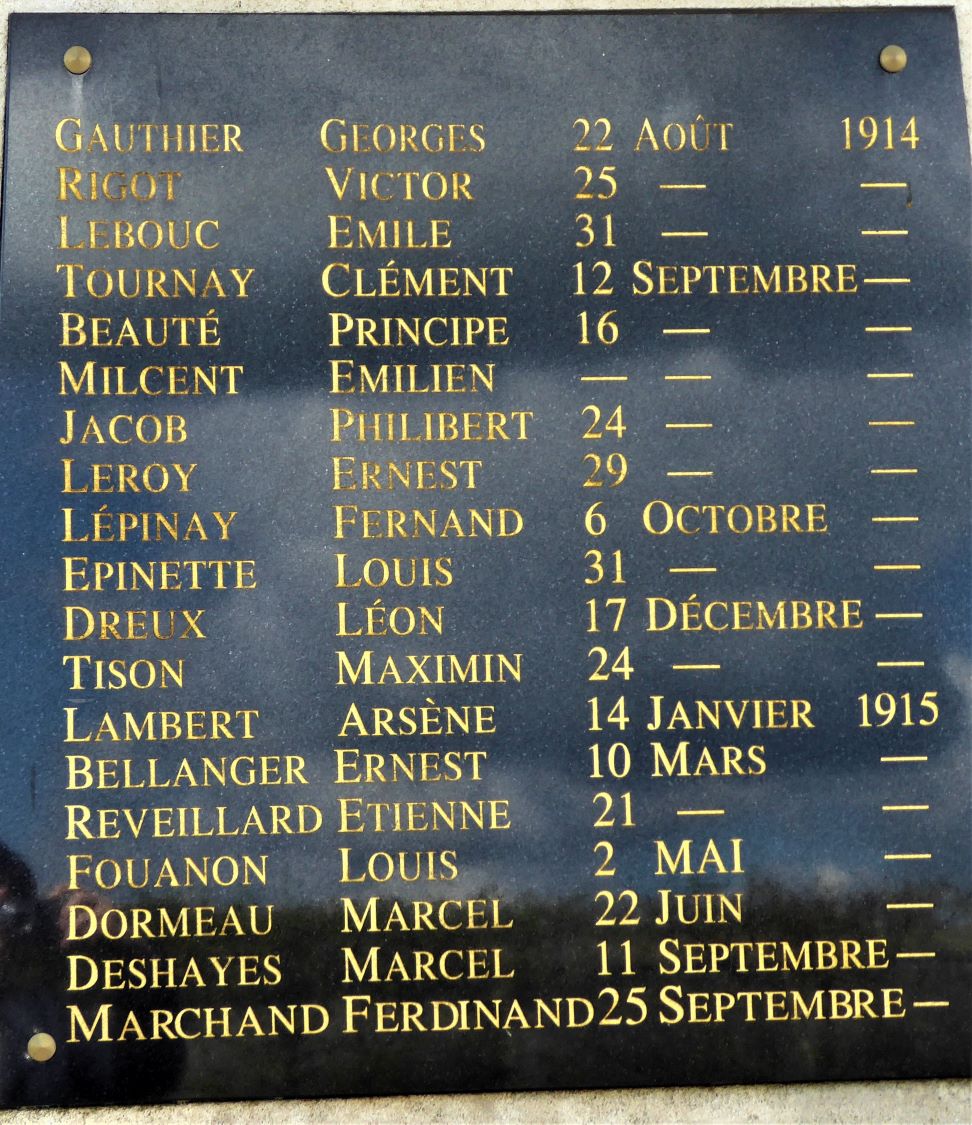 GAUTHIER GEORGES 22 AOÛT 1914
RIGOT VICTOR 25 — —
LEBOUC EMILE 31 — —
TOURNAY CLÉMENT 12 SEPTEMBRE —
BEAUTÉ PRINCIPE 16 — —
MILCENT EMILIEN — — —
JACOB PHILIBERT 24 — —
LEROY ERNEST 29 — —
LÉPINAY FERNAND 6 OCTOBRE —
EPINETTE LOUIS 31 — —
DREUX LÉON 17 DÉCEMBRE —
TISON MAXIMIN 24 — —
LAMBERT ARSÈNE 14 JANVIER 1915
BELLANGER ERNEST 10 MARS —
REVEILLARD ETIENNE 21 — —
FOUANON LOUIS 2 MAI —
DORMEAU MARCEL 22 JUIN —
DESHAYES MARCEL 11 SEPTEMBRE —
MARCHAND FERDINAND 25 SEPTEMBRE —